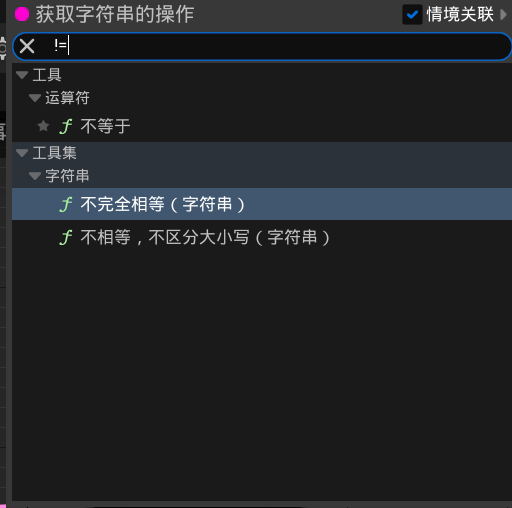 获取字符串的操作
情境关联
!=
工具
运算符
不等于
工具集
字符串
不完全相等（字符串）
不相等，不区分大小写（字符串）